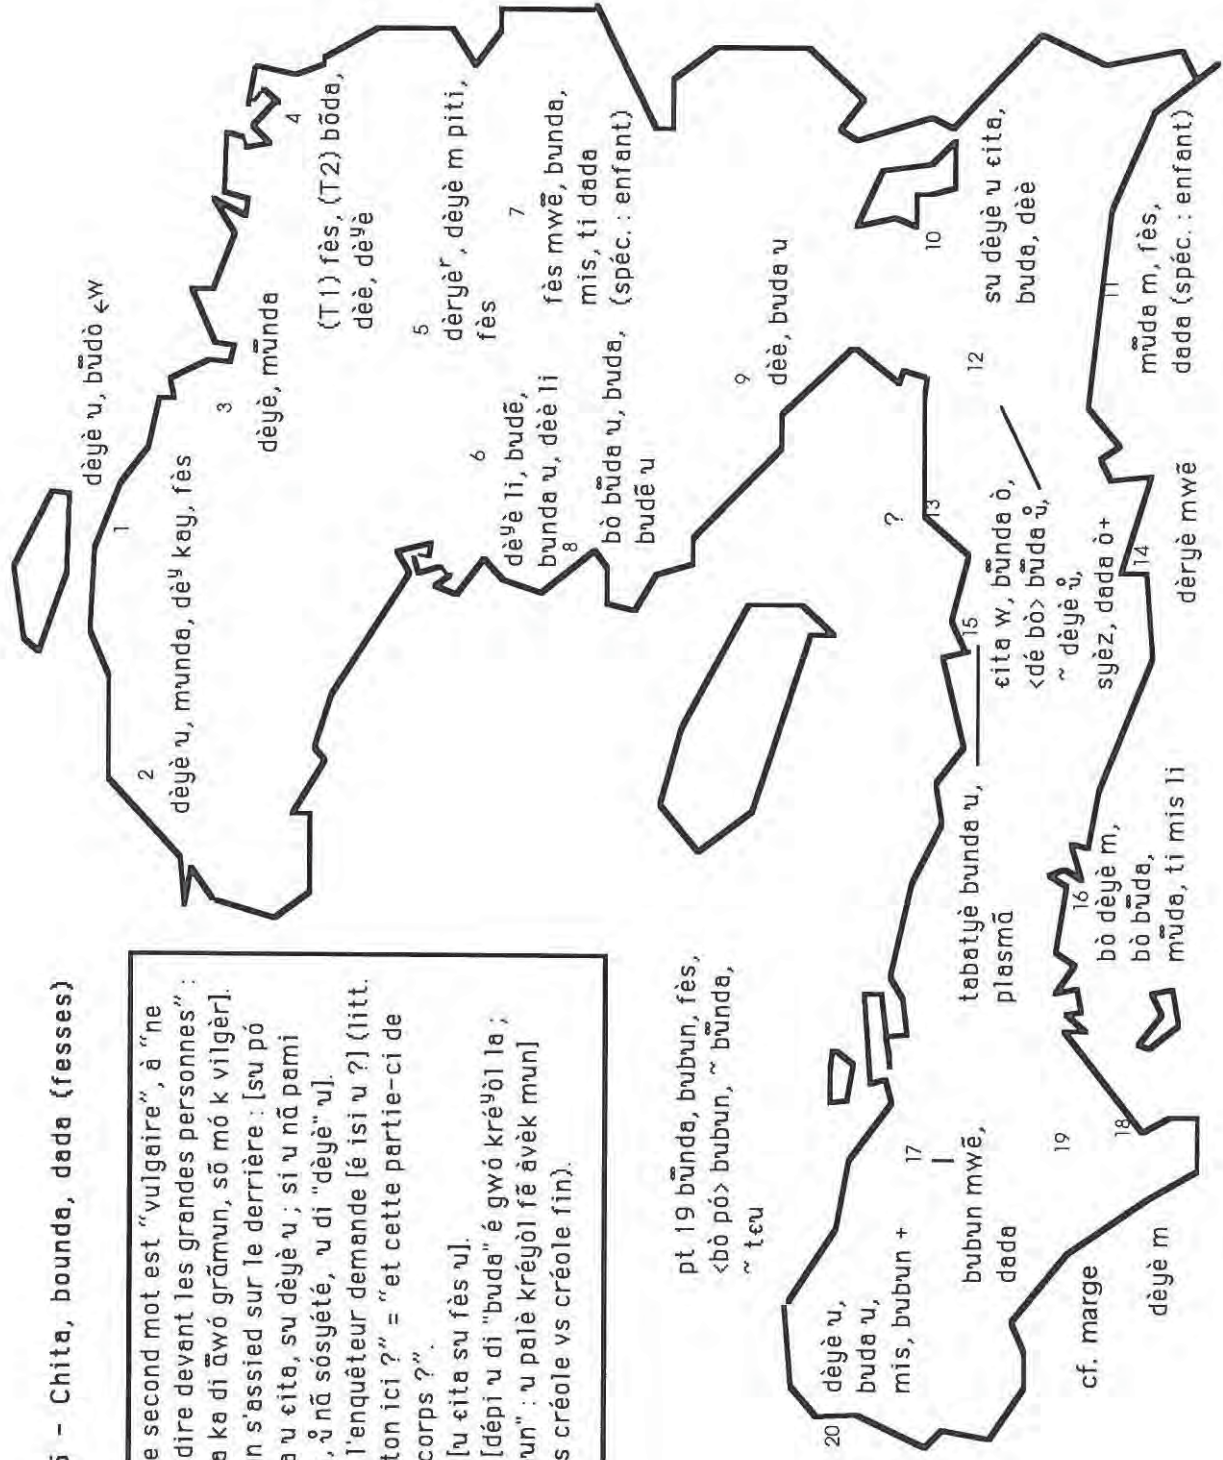 – Chita, bounda, dada (fesses)
e second mot est "vulgaire", à "ne
dire devant les grandes personnes" :
a ka di ũwó grãmun, sõ mó k vilgèr].
n s'assied sur le derrière : [su pó
a u ɛita, su dèyè u ; si u nã pami
, ů nã sósyété, u di "dèyè" u].
l'enquêteur demande [é isi u ?] (litt.
ton ici ?" = "et cette partie-ci de
corps ?".
[u ɛita su fès u].
[dépi u di "buda" é gwó kréʸòl la ;
un" : u palè kréyòl fẽ avèk mun]
s créole vs créole fin).
1
dèyè u, bũdò ←w
2
dèyè u, munda, dèʸ kay, fès
3
dèyè, mũnda
4
(T1) fès, (T2) bõda,
dèè, dèʸè
5
dèryèʳ, dèyè m piti,
fès
6
dèʸè li, budẽ,
bunda u, dèè li
7
fès mwẽ, bunda,
mis, ti dada
(spéc. : enfant)
8
bò bũda u, buda,
budẽ u
9
dèè, buda u
10
su dèyè u ɛita,
buda, dèè
11
mũda m, fès,
dada (spéc. : enfant)
12
ɛita w, bũnda ò,
<dé bò> bũda ů,
~ dèyè ů,
syèz, dada ò+
13
?
14
dèryè mwẽ
15
tabatyè bunda u,
plasmã
16
bò dèyè m,
bò bũda,
mũda, ti mis li
pt 19 bũnda, bubun, fès,
<bò pó> bubun, ~ bũnda,
~ tɛu
17
bubun mwẽ,
dada
18
dèyè m
19
cf. marge
20
dèyè u,
buda u,
mis, bubun +